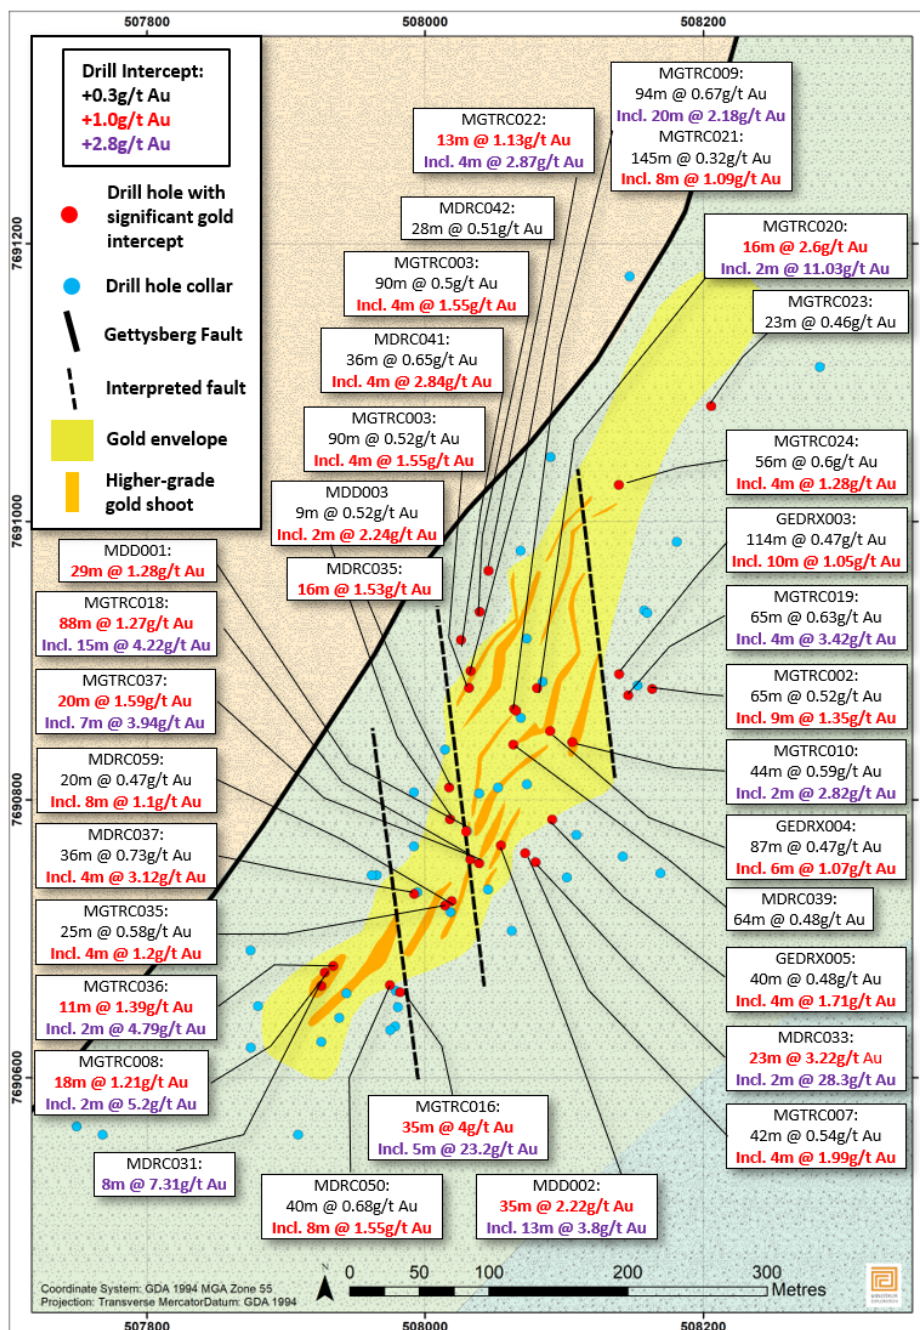 507800
508000
508200
Drill Intercept:
+0.3g/t Au
+1.0g/t Au
+2.8g/t Au
Drill hole with
significant gold
intercept
Drill hole collar
Gettysberg Fault
Interpreted fault
Gold envelope
Higher-grade
gold shoot
MGTRC009:
94m @ 0.67g/t Au
Incl. 20m @ 2.18g/t Au
MGTRC021:
145m @ 0.32g/t Au
Incl. 8m @ 1.09g/t Au
MGTRC022:
13m @ 1.13g/t Au
Incl. 4m @ 2.87g/t Au
MDRC042:
28m @ 0.51g/t Au
MGTRC003:
90m @ 0.5g/t Au
Incl. 4m @ 1.55g/t Au
MDRC041:
36m @ 0.65g/t Au
Incl. 4m @ 2.84g/t Au
MGTRC003:
90m @ 0.52g/t Au
Incl. 4m @ 1.55g/t Au
MDD003
9m @ 0.52g/t Au
Incl. 2m @ 2.24g/t Au
MDRC035:
16m @ 1.53g/t Au
MDD001:
29m @ 1.28g/t Au
MGTRC018:
88m @ 1.27g/t Au
Incl. 15m @ 4.22g/t Au
MGTRC037:
20m @ 1.59g/t Au
Incl. 7m @ 3.94g/t Au
MDRC059:
20m @ 0.47g/t Au
Incl. 8m @ 1.1g/t Au
MDRC037:
36m @ 0.73g/t Au
Incl. 4m @ 3.12g/t Au
MGTRC035:
25m @ 0.58g/t Au
Incl. 4m @ 1.2g/t Au
MGTRC036:
11m @ 1.39g/t Au
Incl. 2m @ 4.79g/t Au
MGTRC008:
18m @ 1.21g/t Au
Incl. 2m @ 5.2g/t Au
MDRC031:
8m @ 7.31g/t Au
MDRC050:
40m @ 0.68g/t Au
Incl. 8m @ 1.55g/t Au
MGTRC016:
35m @ 4g/t Au
Incl. 5m @ 23.2g/t Au
MDD002:
35m @ 2.22g/t Au
Incl. 13m @ 3.8g/t Au
MGTRC020:
16m @ 2.6g/t Au
Incl. 2m @ 11.03g/t Au
MGTRC023:
23m @ 0.46g/t Au
MGTRC024:
56m @ 0.6g/t Au
Incl. 4m @ 1.28g/t Au
GEDRX003:
114m @ 0.47g/t Au
Incl. 10m @ 1.05g/t Au
MGTRC019:
65m @ 0.63g/t Au
Incl. 4m @ 3.42g/t Au
MGTRC002:
65m @ 0.52g/t Au
Incl. 9m @ 1.35g/t Au
MGTRC010:
44m @ 0.59g/t Au
Incl. 2m @ 2.82g/t Au
GEDRX004:
87m @ 0.47g/t Au
Incl. 6m @ 1.07g/t Au
MDRC039:
64m @ 0.48g/t Au
GEDRX005:
40m @ 0.48g/t Au
Incl. 4m @ 1.71g/t Au
MDRC033:
23m @ 3.22g/t Au
Incl. 2m @ 28.3g/t Au
MGTRC007:
42m @ 0.54g/t Au
Incl. 4m @ 1.99g/t Au
7691200
7691000
7690800
7690600
7691200
7691000
7690800
7690600
Coordinate System: GDA 1994 MGA Zone 55
Projection: Transverse MercatorDatum: GDA 1994
N
0 50 100 200 300
Metres
507800
508000
508200